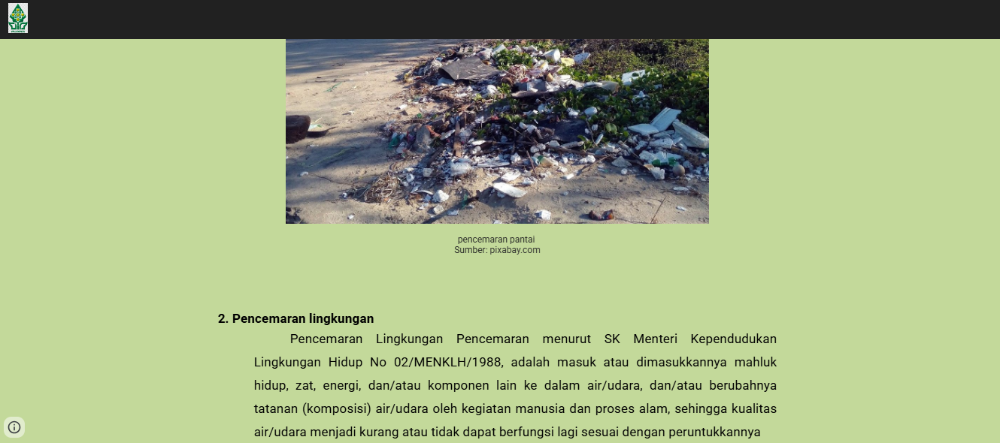 pencemaran pantai
Sumber: pixabay.com
2. Pencemaran lingkungan
Pencemaran Lingkungan Pencemaran menurut SK Menteri Kependudukan
Lingkungan Hidup No 02/MENKLH/1988, adalah masuk atau dimasukkannya mahluk
hidup, zat, energi, dan/atau komponen lain ke dalam air/udara, dan/atau berubahnya
tatanan (komposisi) air/udara oleh kegiatan manusia dan proses alam, sehingga kualitas
air/udara menjadi kurang atau tidak dapat berfungsi lagi sesuai dengan peruntukkannya